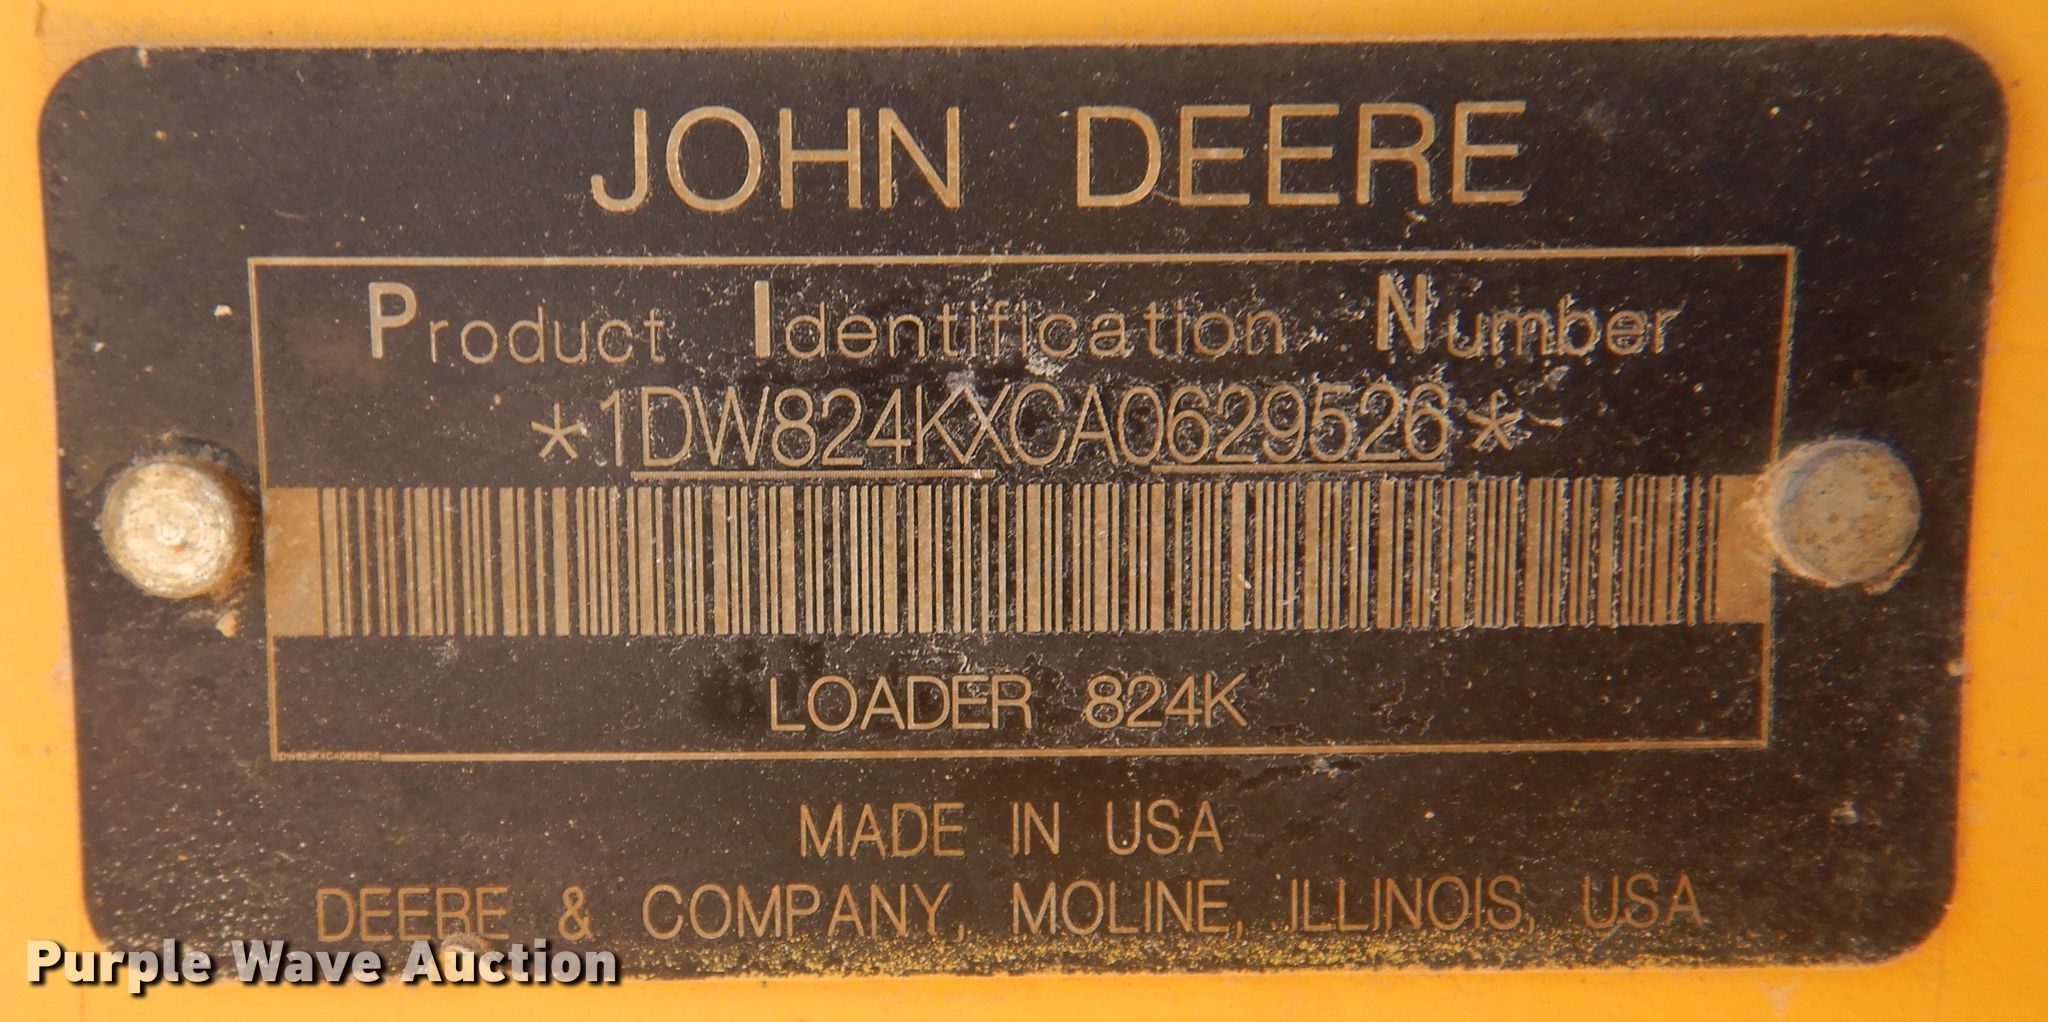 JOHN DEERE
Product Identification Number
*1DW824KXCA0629526*
LOADER 824K
MADE IN USA
DEERE & COMPANY, MOLINE, ILLINOIS, USA
Purple Wave Auction